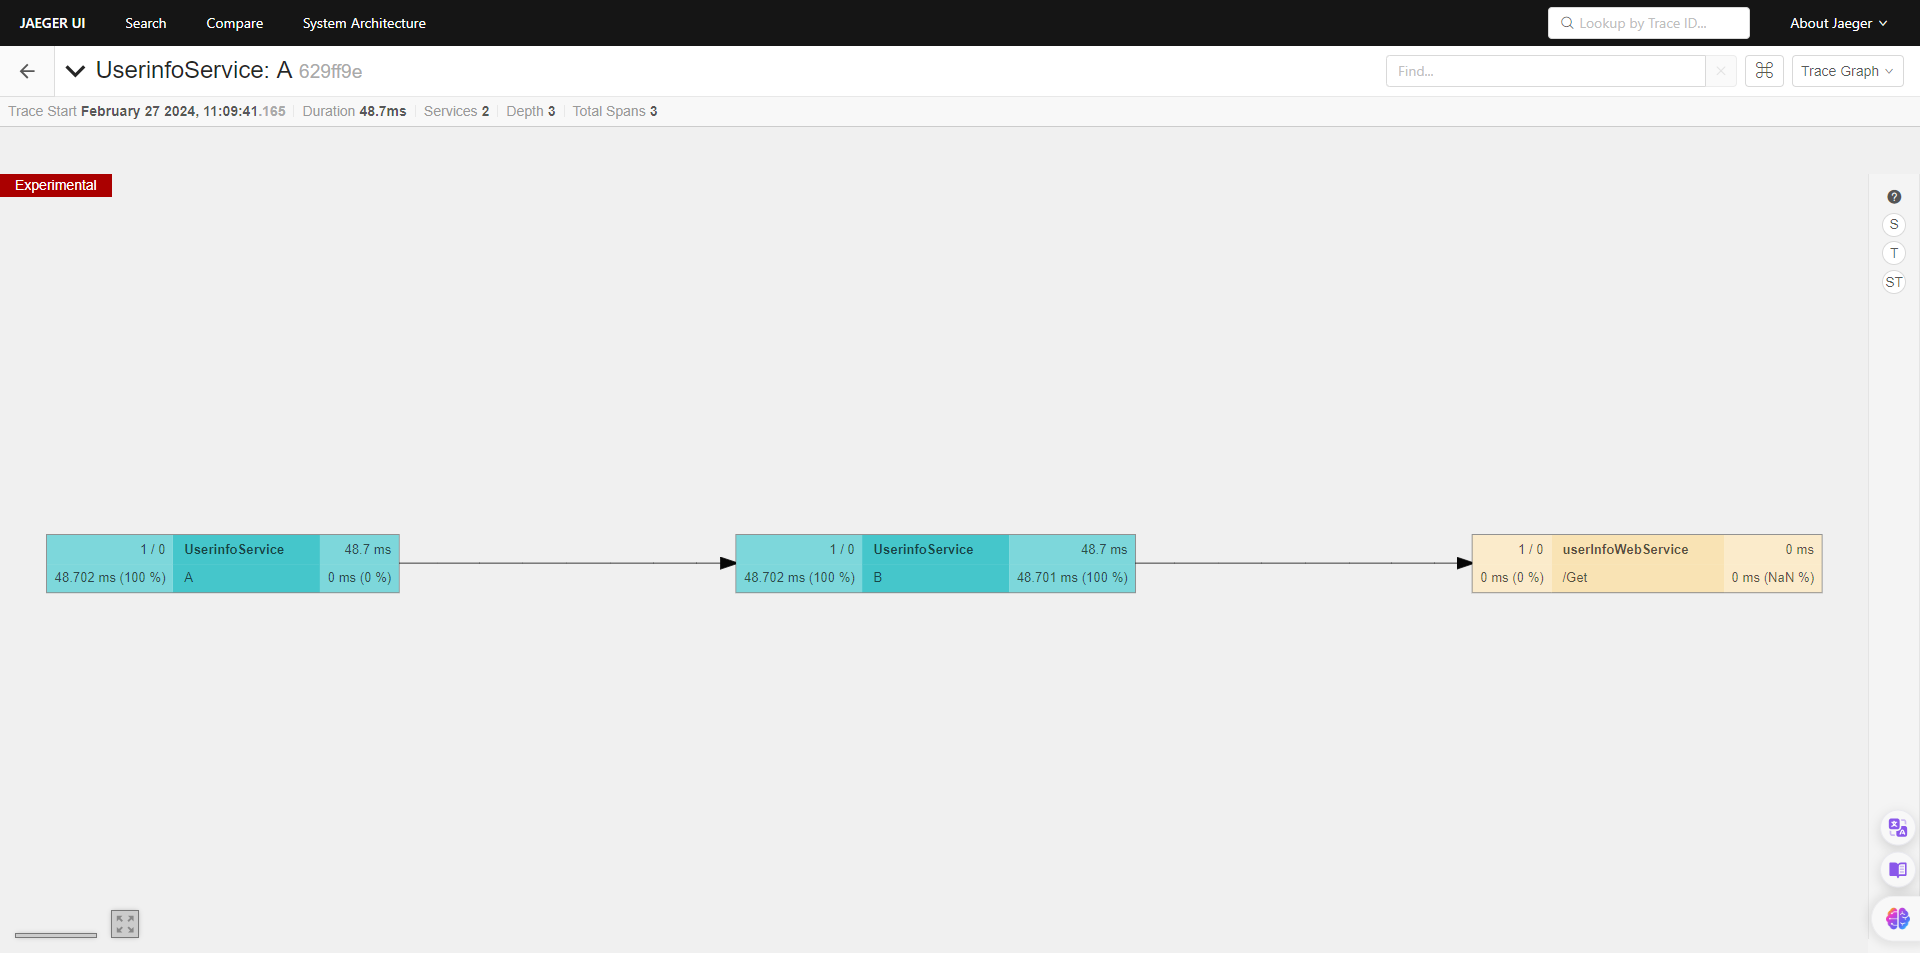 JAEGER UI Search Compare System Architecture Lookup by Trace ID... About Jaeger
UserinfoService: A 629ff9e Find... Trace Graph
Trace Start February 27 2024, 11:09:41.165 Duration 48.7ms Services 2 Depth 3 Total Spans 3
Experimental
?
S
T
ST
1 / 0 UserinfoService 48.7 ms
48.702 ms (100 %) A 0 ms (0 %)
1 / 0 UserinfoService 48.7 ms
48.702 ms (100 %) B 48.701 ms (100 %)
1 / 0 userInfoWebService 0 ms
0 ms (0 %) /Get 0 ms (NaN %)